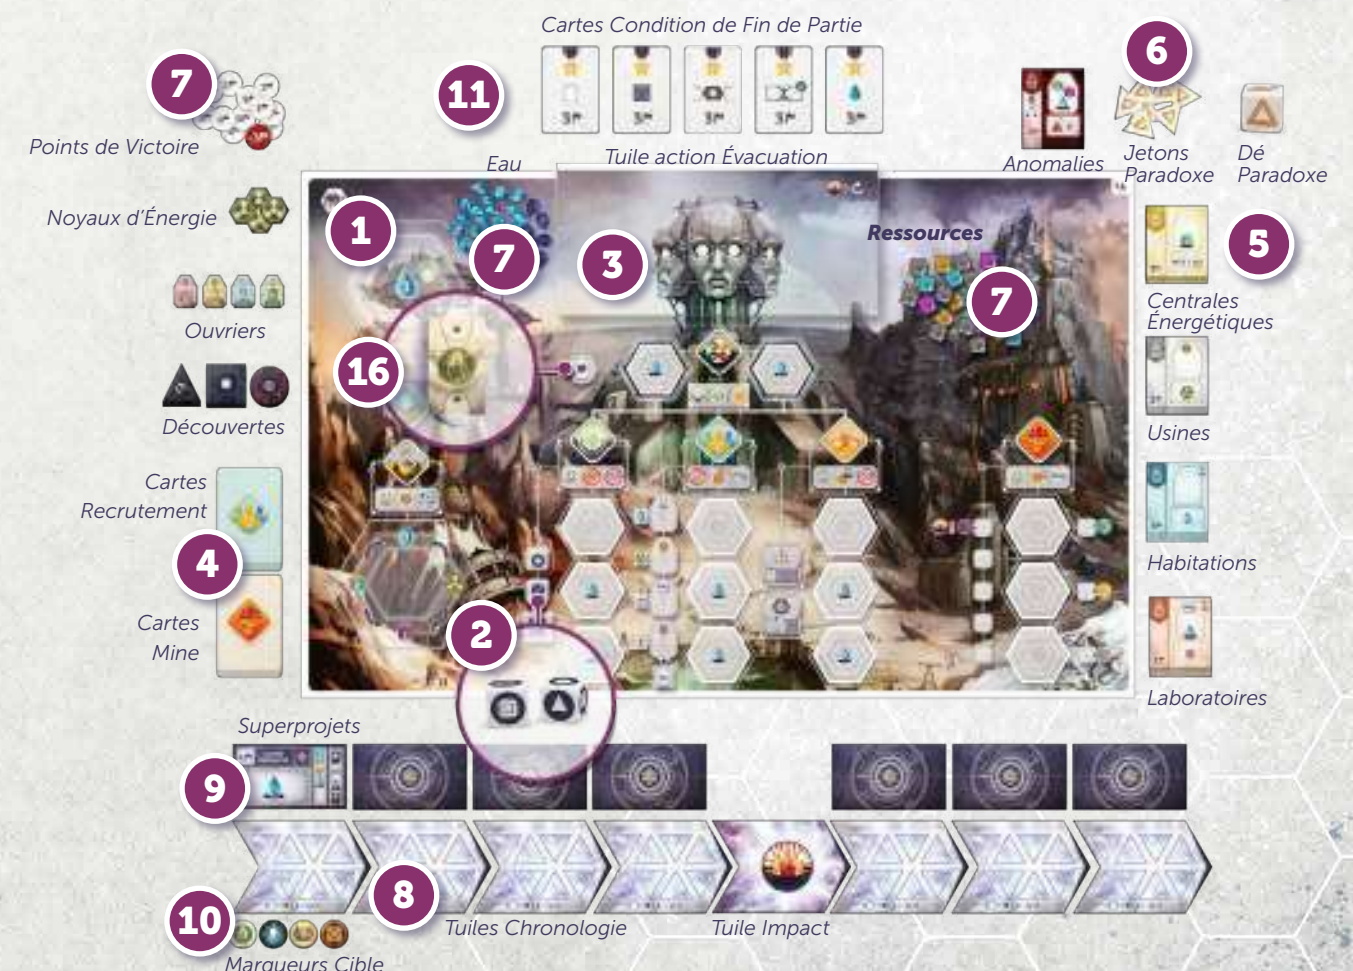 Cartes Condition de Fin de Partie
7
11
6
Points de Victoire
Eau
Tuile action Évacuation
Anomalies
Jetons
Paradoxe
Dé
Paradoxe
Noyaux d'Énergie
1
7
3
Ressources
7
5
Centrales
Énergétiques
Ouvriers
16
Découvertes
Usines
Cartes
Recrutement
4
Habitations
Cartes
Mine
2
Laboratoires
Superprojets
9
8
10
Tuiles Chronologie
Tuile Impact
Marqueurs Cible